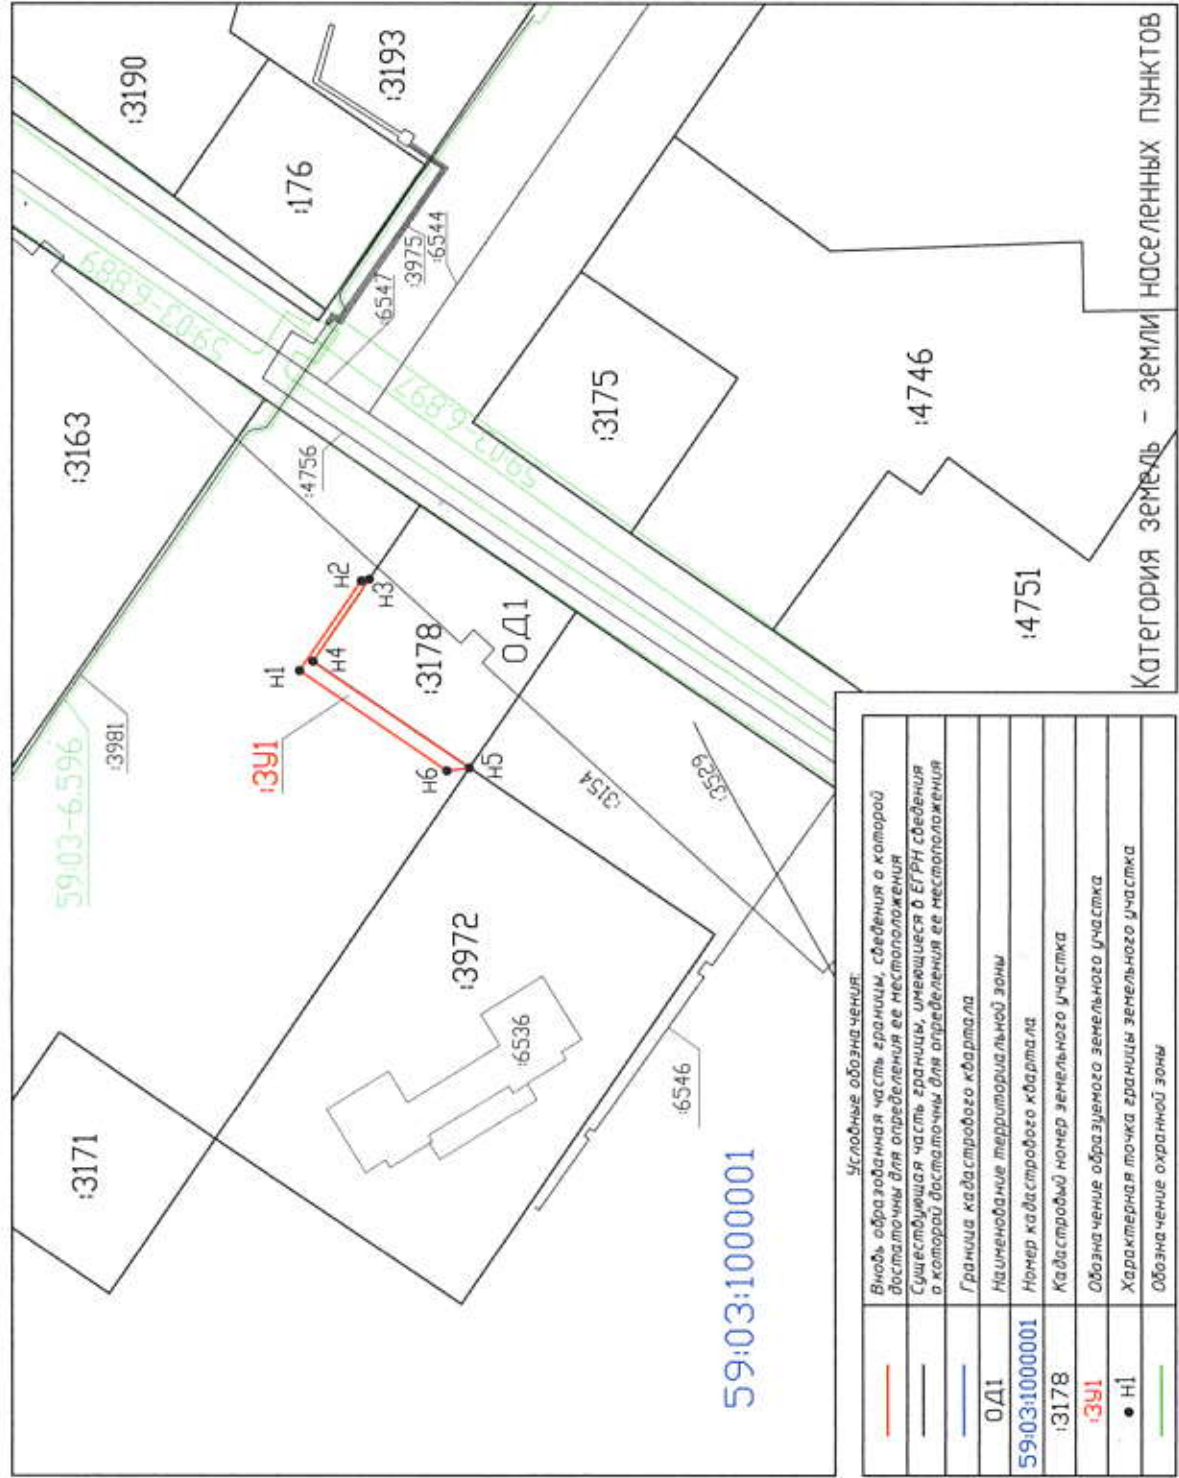 :3190
:3193
:176
:3163
59:03-6.889
:6547
:3975
:6544
:4756
59:03-6.897
:3175
:4746
:4751
н1
н2
н3
н4
н5
н6
:3178
ОД1
:ЗУ1
59:03-6.596
:3981
:3154
:3529
:3972
:6536
:6546
:3171
59:03:1000001
Категория земель - земли населенных пунктов
Условные обозначения:
Вновь образованная часть границы, сведения о которой
достаточны для определения ее местоположения
Существующая часть границы, имеющиеся в ЕГРН сведения
о которой достаточны для определения ее местоположения
Граница кадастрового квартала
ОД1 Наименование территориальной зоны
59:03:1000001 Номер кадастрового квартала
:3178 Кадастровый номер земельного участка
:ЗУ1 Обозначение образуемого земельного участка
• Н1 Характерная точка границы земельного участка
Обозначение охранной зоны